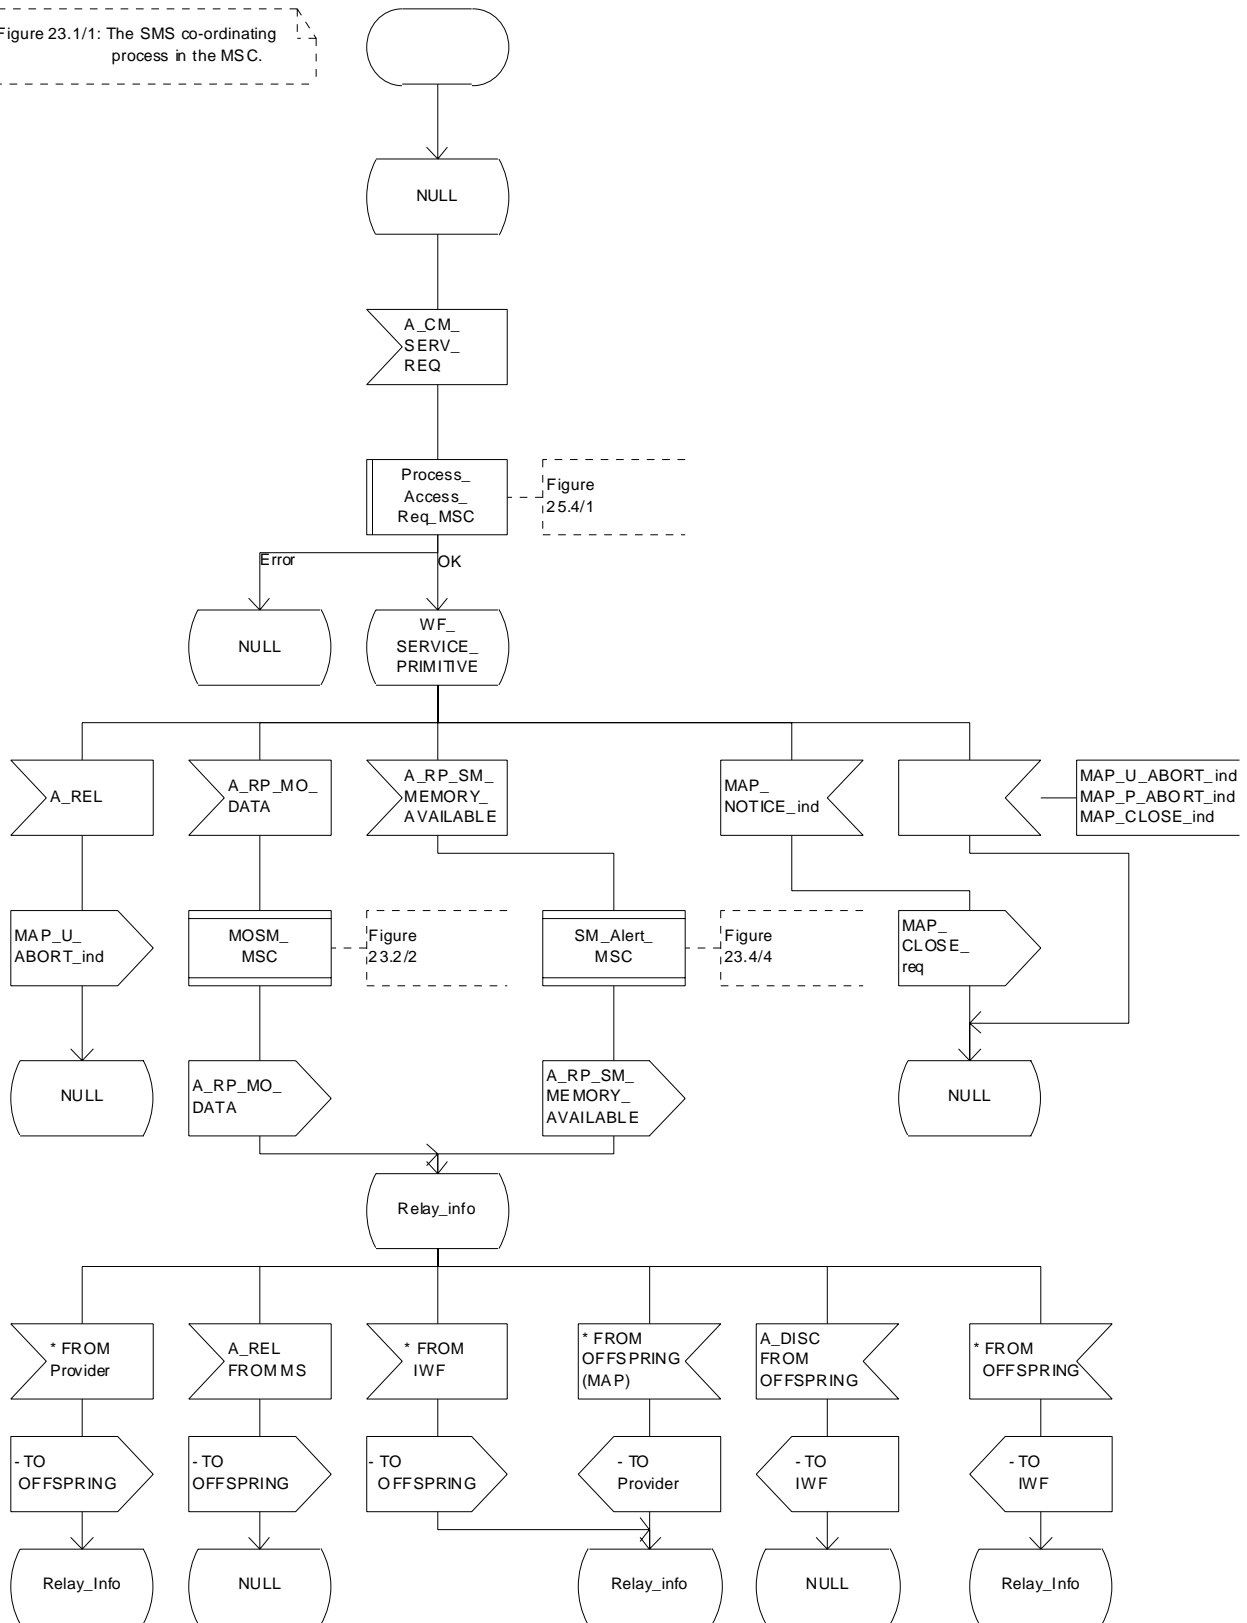 Figure 23.1/1: The SMS co-ordinating
process in the MSC.
NULL
A_CM_
SERV_
REQ
Process_
Access_
Req_MSC
Figure
25.4/1
Error
OK
NULL
WF_
SERVICE_
PRIMITIVE
A_REL
A_RP_MO_
DATA
A_RP_SM_
MEMORY_
AVAILABLE
MAP_
NOTICE_ind
MAP_U_ABORT_ind
MAP_P_ABORT_ind
MAP_CLOSE_ind
MAP_U_
ABORT_ind
MOSM_
MSC
Figure
23.2/2
SM_Alert_
MSC
Figure
23.4/4
MAP_
CLOSE_
req
NULL
A_RP_MO_
DATA
A_RP_SM_
MEMORY_
AVAILABLE
NULL
Relay_info
* FROM
Provider
A_REL
FROM MS
* FROM
IWF
* FROM
OFFSPRING
(MAP)
A_DISC
FROM
OFFSPRING
* FROM
OFFSPRING
- TO
OFFSPRING
- TO
OFFSPRING
- TO
OFFSPRING
- TO
Provider
- TO
IWF
- TO
IWF
Relay_Info
NULL
Relay_info
NULL
Relay_Info